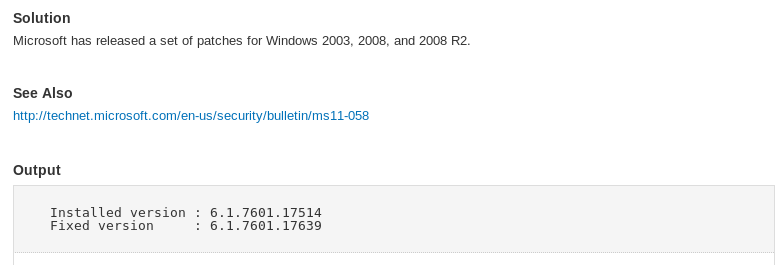 Solution
Microsoft has released a set of patches for Windows 2003, 2008, and 2008 R2.
See Also
http://technet.microsoft.com/en-us/security/bulletin/ms11-058
Output
Installed version : 6.1.7601.17514
Fixed version     : 6.1.7601.17639